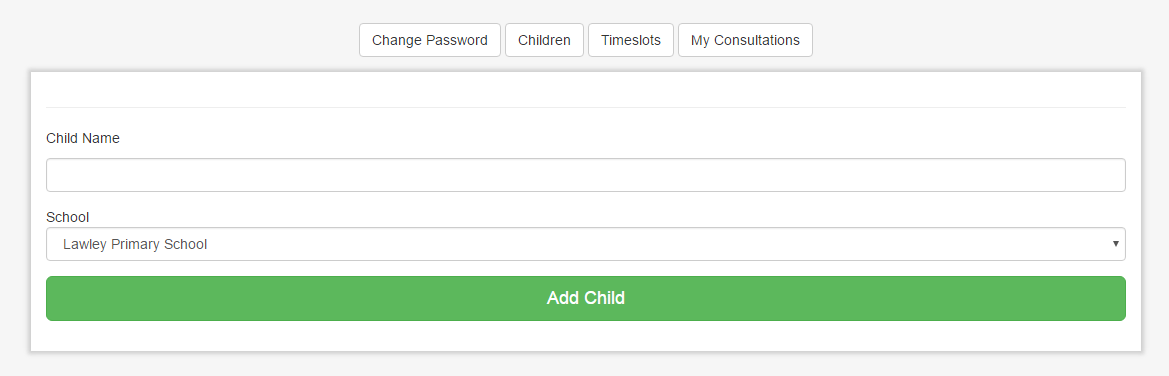 Change Password Children Timeslots My Consultations
Child Name
School
Lawley Primary School
Add Child